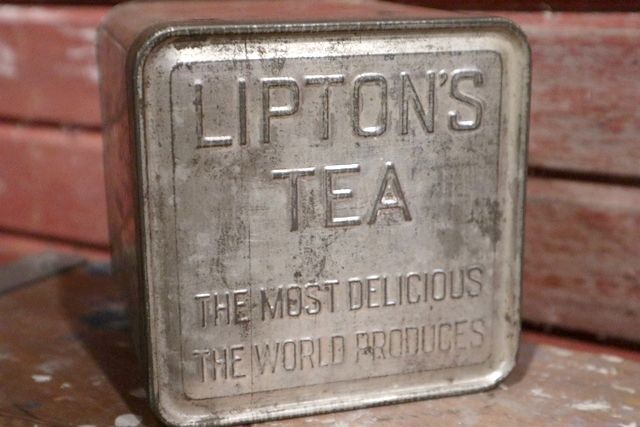 LIPTON'S
TEA
THE MOST DELICIOUS
THE WORLD PRODUCES